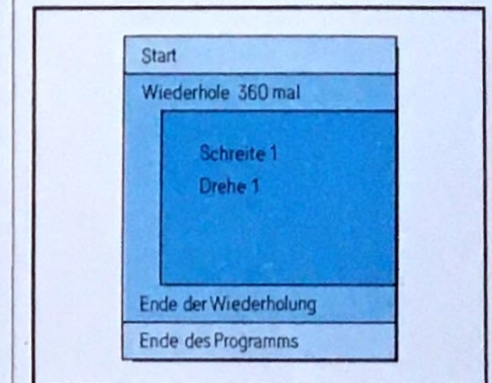 Start
Wiederhole 360 mal
Schreite 1
Drehe 1
Ende der Wiederholung
Ende des Programms